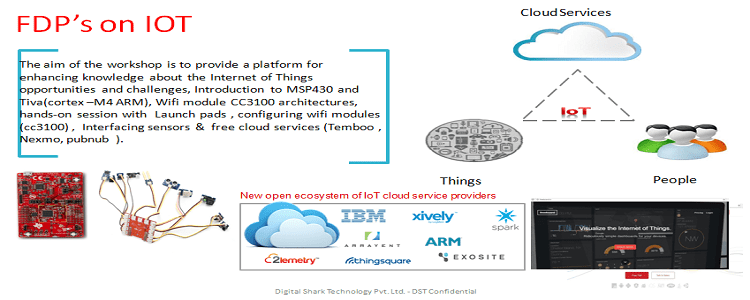 FDP's on IOT
The aim of the workshop is to provide a platform for
enhancing knowledge about the Internet of Things
opportunities and challenges, Introduction to MSP430 and
Tiva(cortex –M4 ARM), Wifi module CC3100 architectures,
hands-on session with Launch pads , configuring wifi modules
(cc3100) , Interfacing sensors & free cloud services (Temboo ,
Nexmo, pubnub ).
Cloud Services
IoT
Things
People
New open ecosystem of IoT cloud service providers
IBM
xively
spark
ARRAYENT
ARM
2lemetry
thingsquare
EXOSITE
Visualize the Internet of Things.
Digital Shark Technology Pvt. Ltd. - DST Confidential